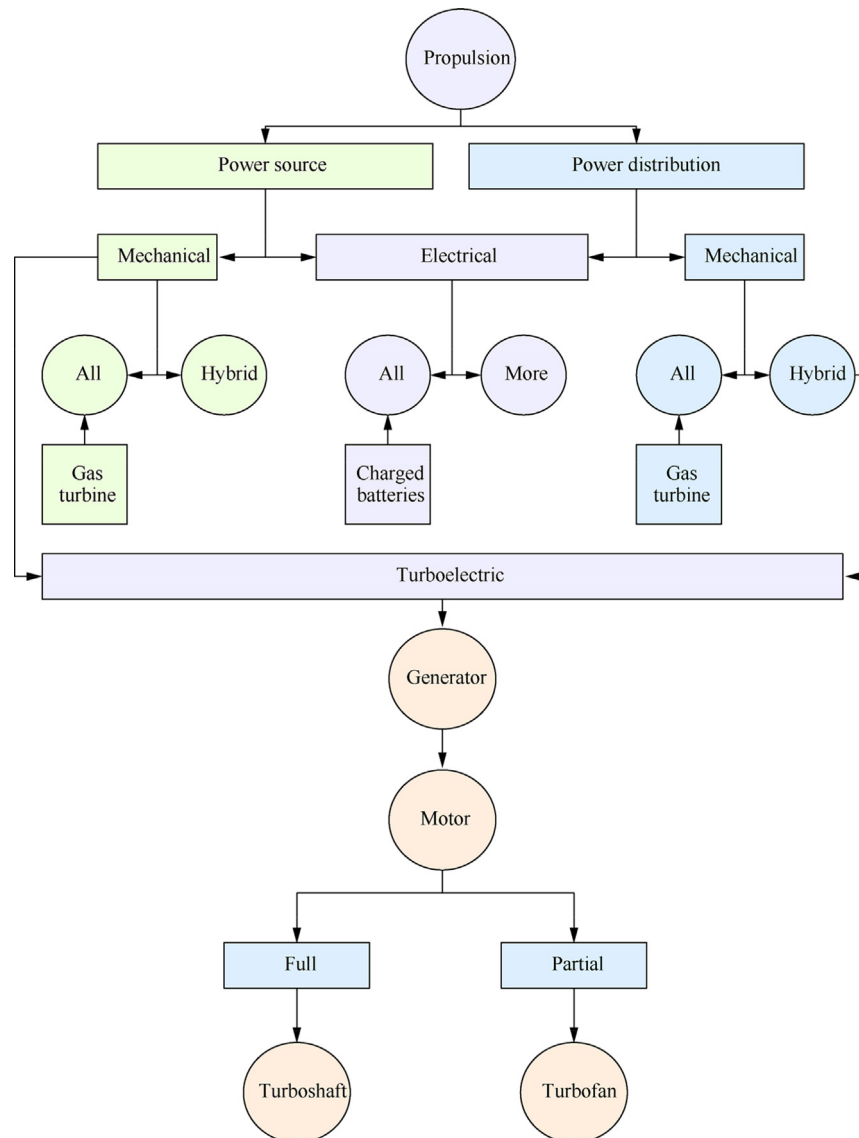 Propulsion
Power source
Power distribution
Mechanical
Electrical
Mechanical
All
Hybrid
All
More
All
Hybrid
Gas
turbine
Charged
batteries
Gas
turbine
Turboelectric
Generator
Motor
Full
Partial
Turboshaft
Turbofan